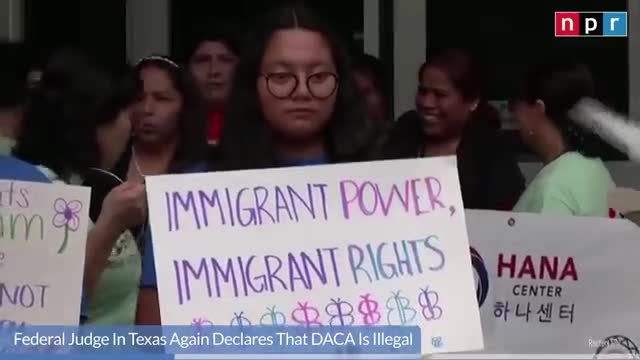 npr
IMMIGRANT POWER,
IMMIGRANT RIGHTS
NOT
HANA
CENTER
하나센터
Federal Judge In Texas Again Declares That DACA Is Illegal